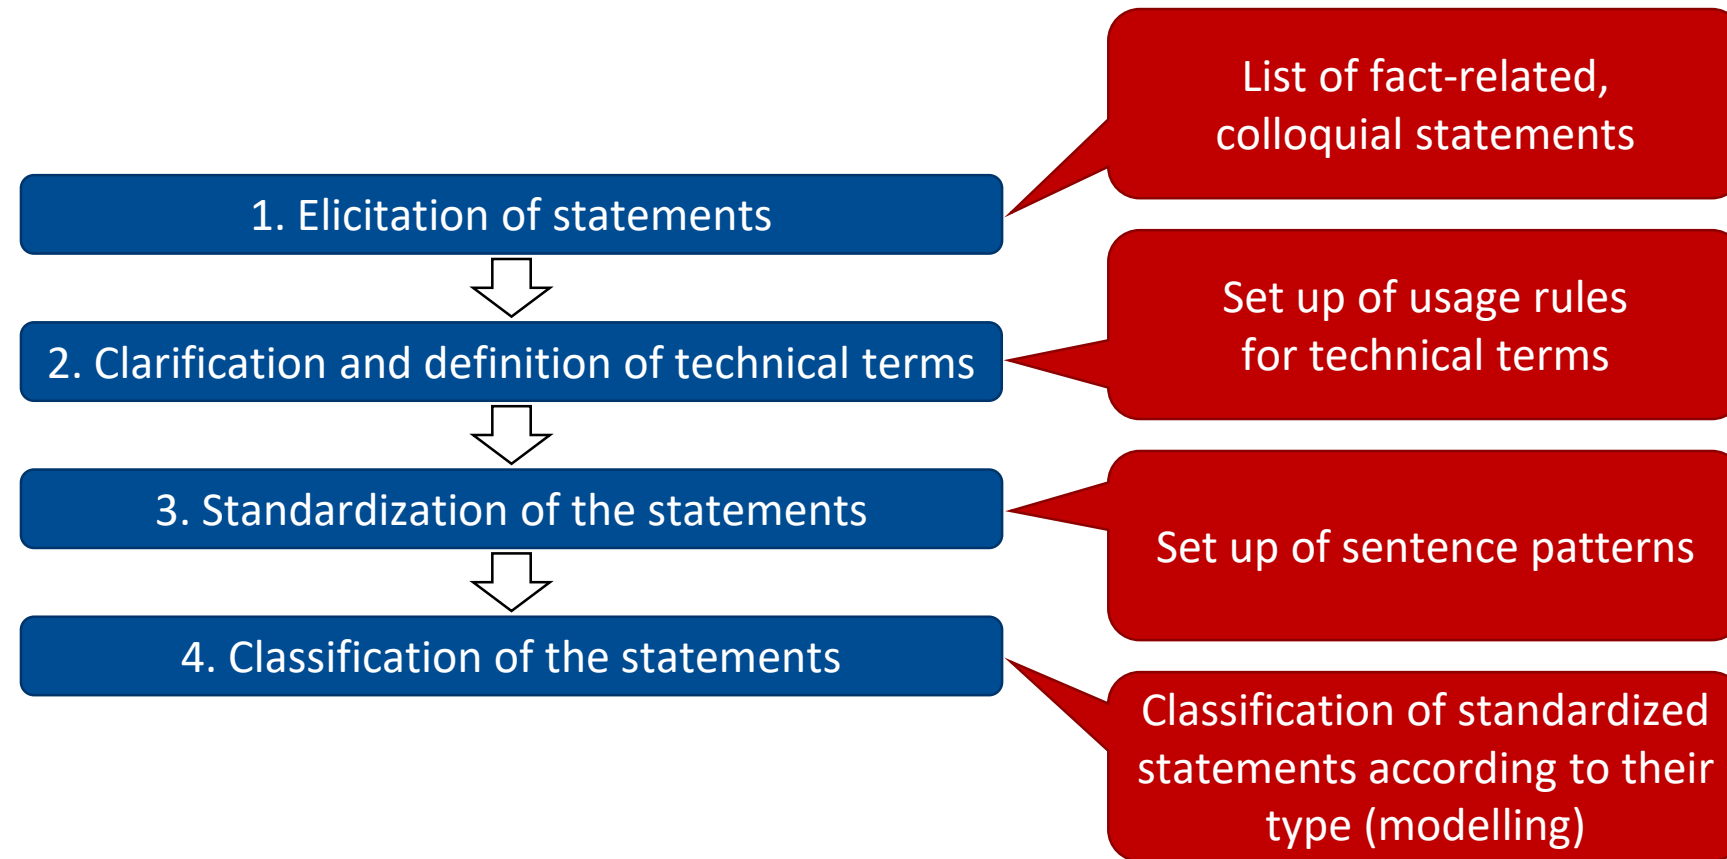 List of fact-related,
colloquial statements
1. Elicitation of statements
Set up of usage rules
for technical terms
2. Clarification and definition of technical terms
3. Standardization of the statements
Set up of sentence patterns
4. Classification of the statements
Classification of standardized
statements according to their
type (modelling)